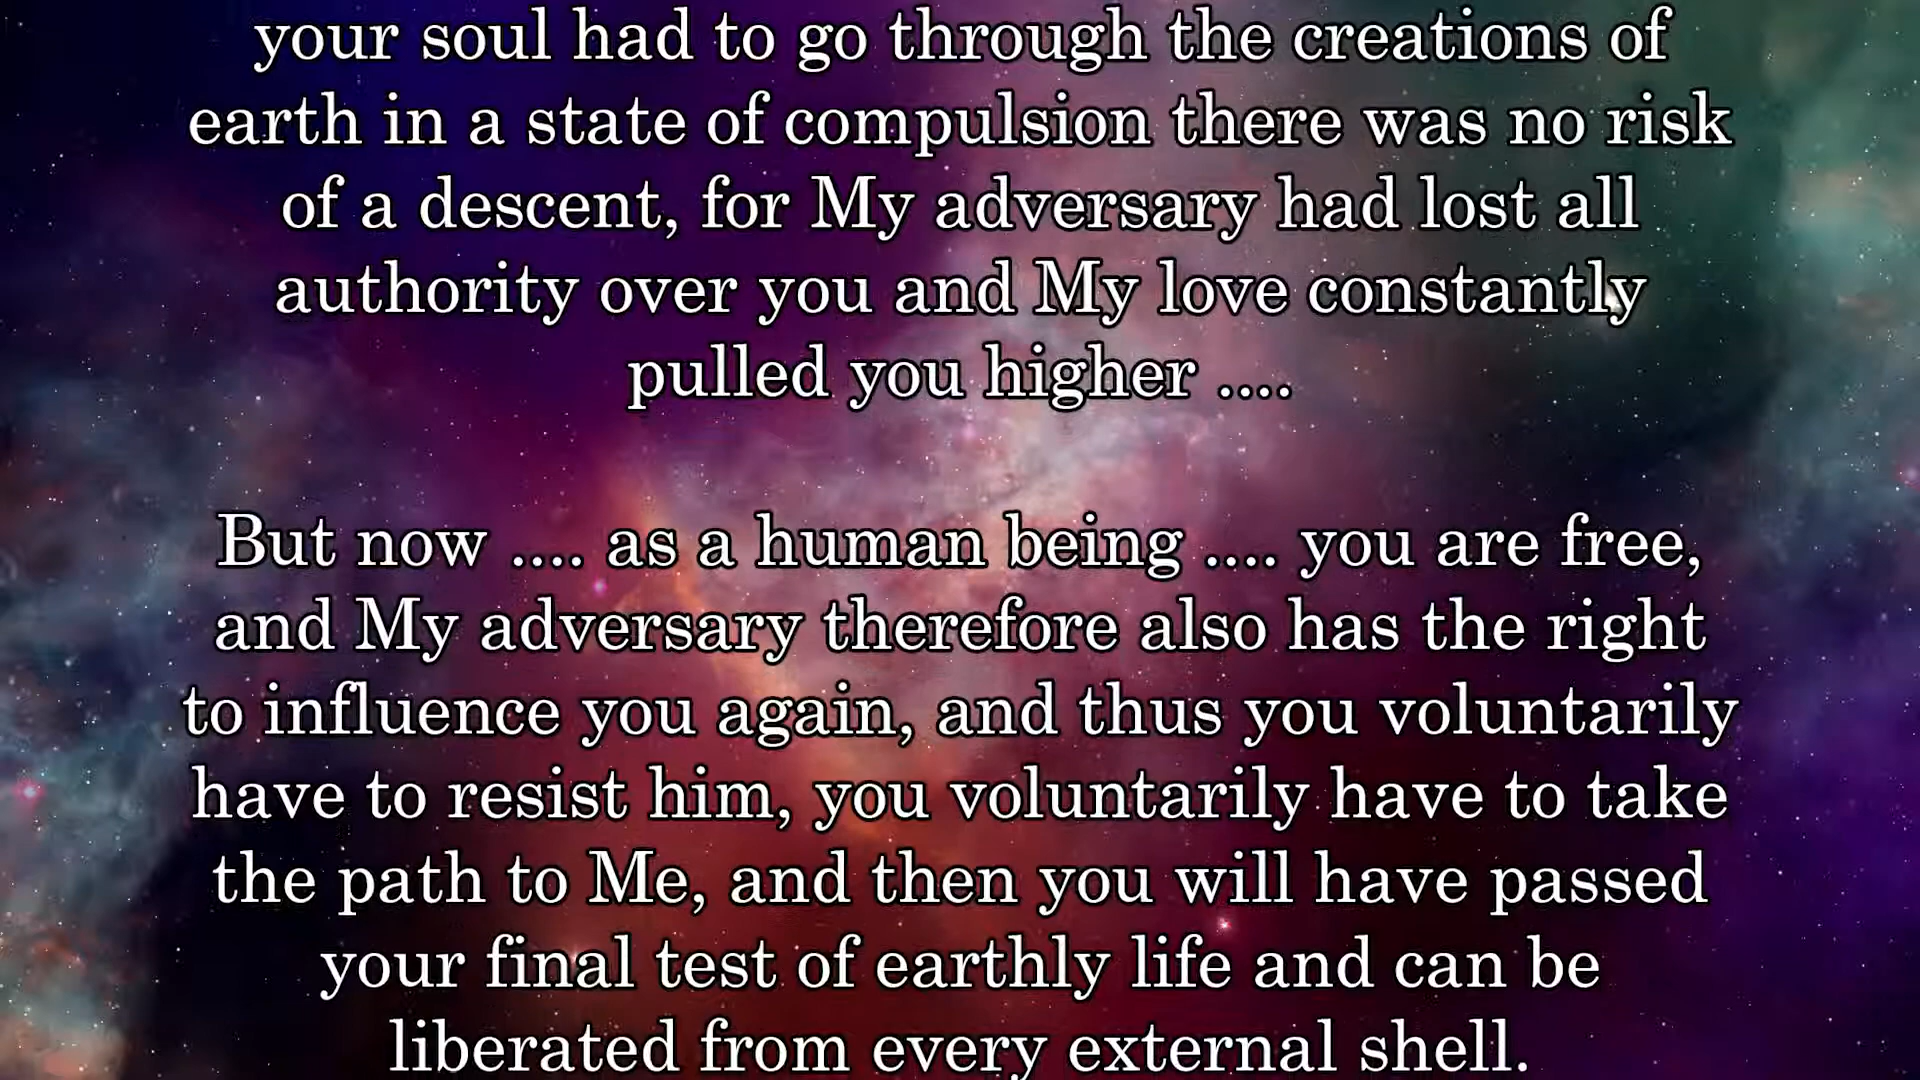 your soul had to go through the creations of
earth in a state of compulsion there was no risk
of a descent, for My adversary had lost all
authority over you and My love constantly
pulled you higher ....
But now .... as a human being .... you are free,
and My adversary therefore also has the right
to influence you again, and thus you voluntarily
have to resist him, you voluntarily have to take
the path to Me, and then you will have passed
your final test of earthly life and can be
liberated from every external shell.